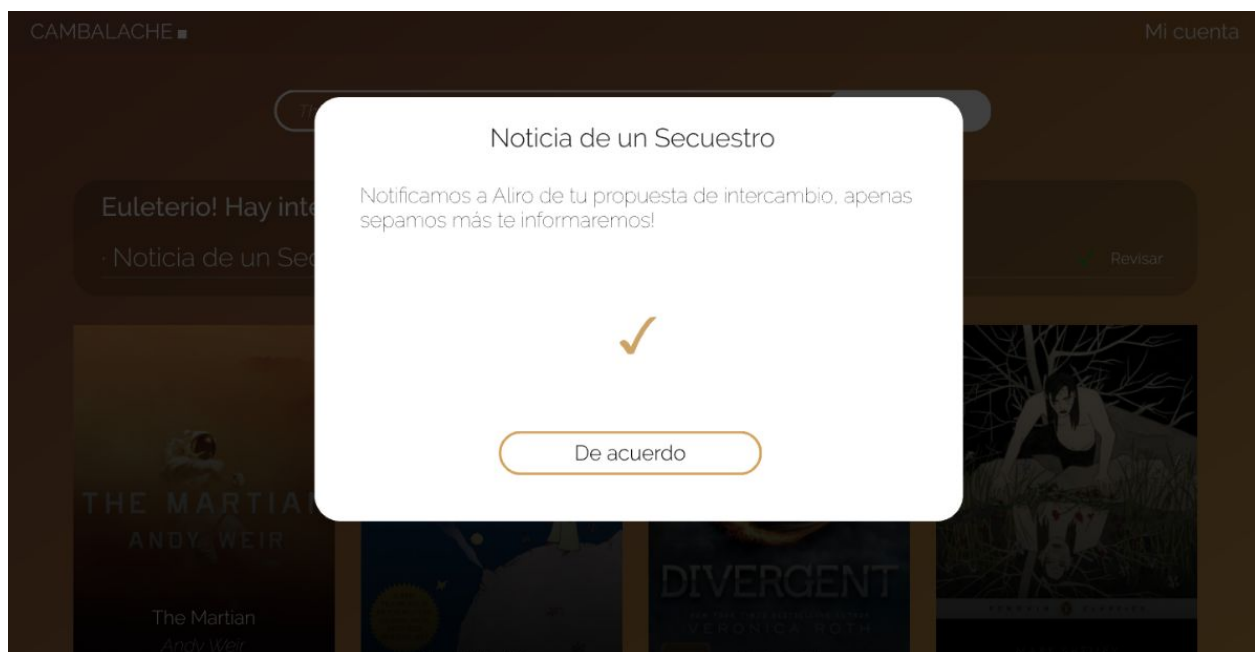 CAMBALACHE
Mi cuenta
Noticia de un Secuestro
Notificamos a Aliro de tu propuesta de intercambio, apenas
sepamos más te informaremos!
Euleterio! Hay inte
· Noticia de un Sec
Revisar
✓
De acuerdo
THE MARTIA
ANDY WEIR
DIVERGENT
VERONICA ROTH
PENGUIN CLASSICS
The Martian
Andy Weir